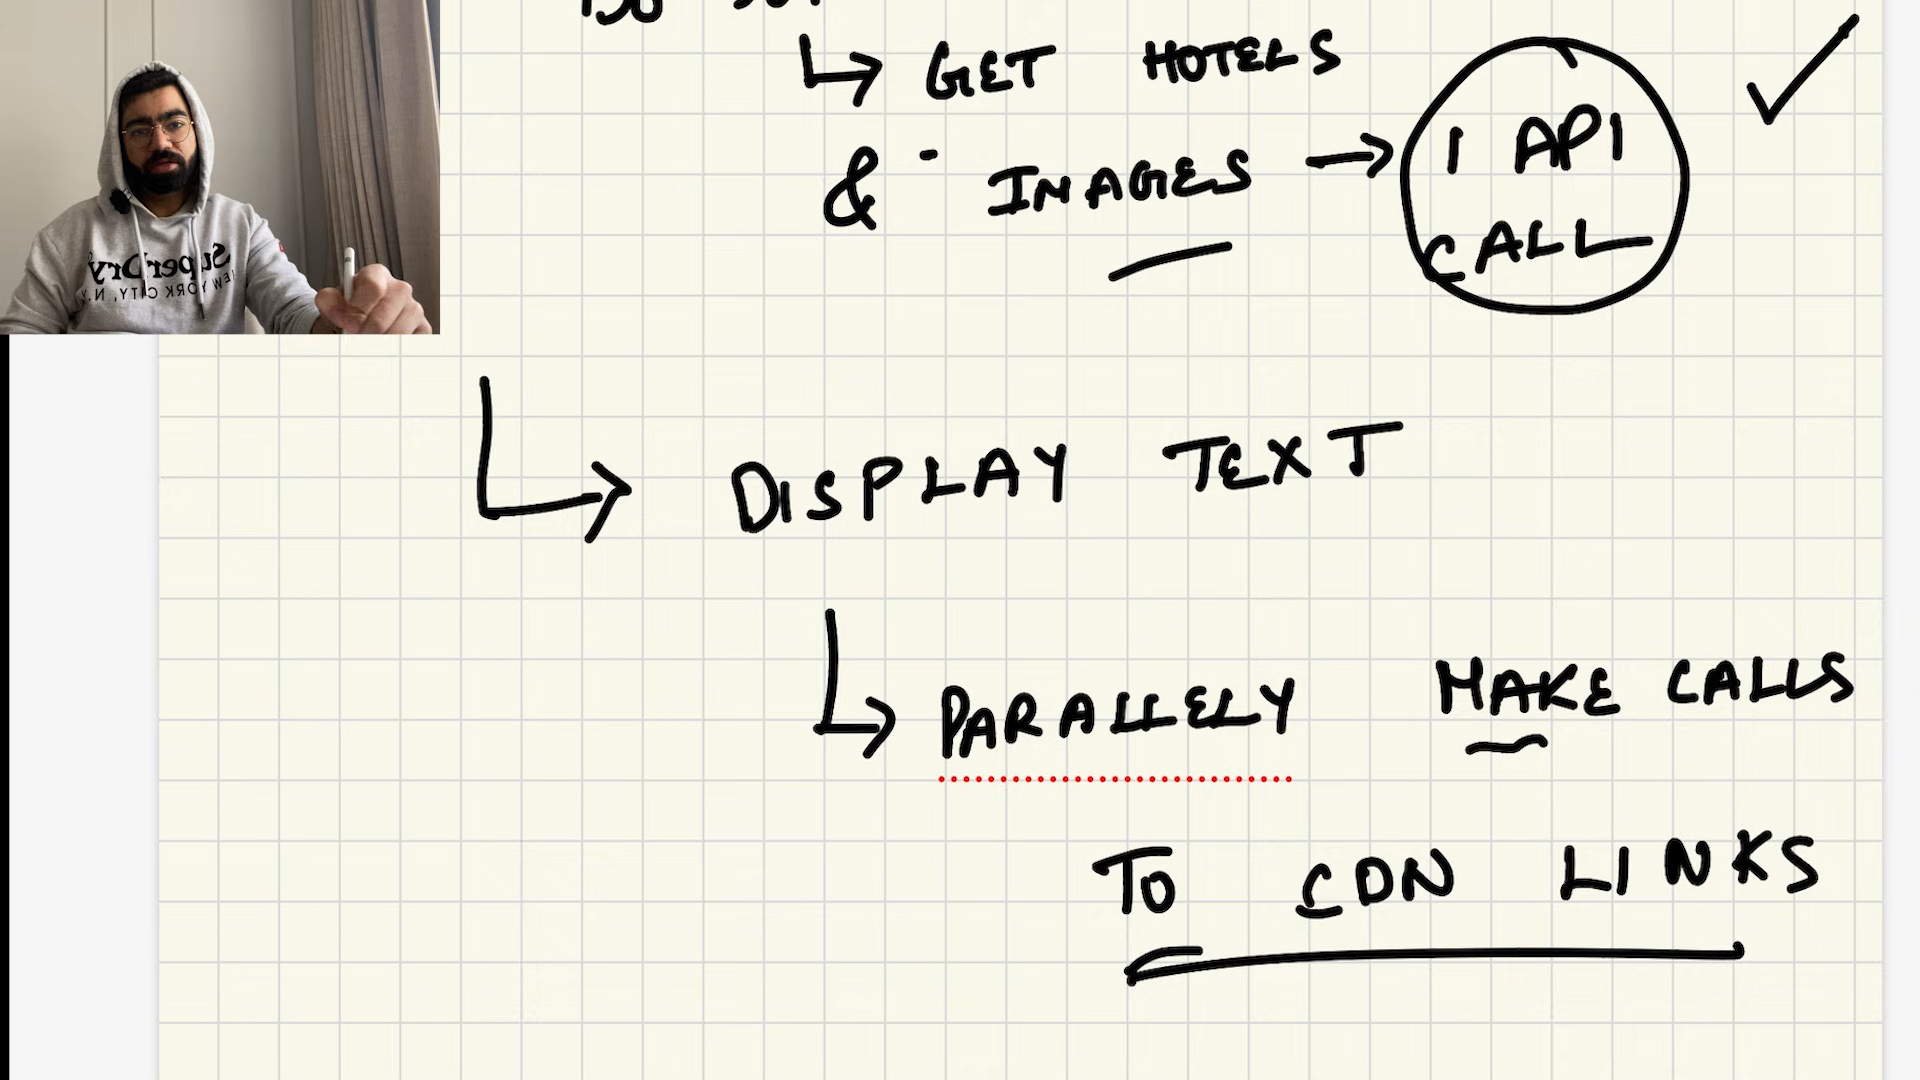 ↳ GET HOTELS
& - IMAGES → 1 API CALL ✓
↳ DISPLAY TEXT
↳ PARALLELY MAKE CALLS
TO CDN LINKS
SuperDry
NEW YORK CITY, N.Y.